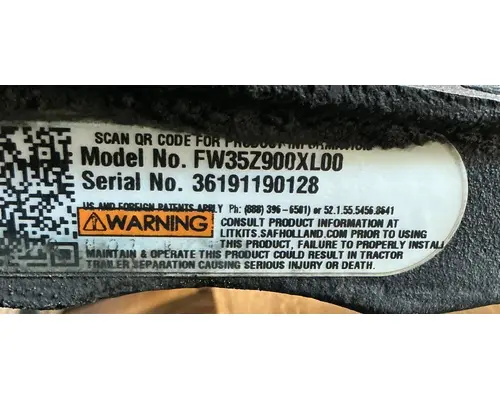 SCAN QR CODE FOR PRODUCT INFORMATION
Model No. FW35Z900XL00
Serial No. 36191190128
US AND FOREIGN PATENTS APPLY Ph: (888) 396-6501) or 52.1.55.5456.8641
WARNING CONSULT PRODUCT INFORMATION AT
LITKITS.SAFHOLLAND.COM PRIOR TO USING
THIS PRODUCT, FAILURE TO PROPERLY INSTALL
MAINTAIN & OPERATE THIS PRODUCT COULD RESULT IN TRACTOR
TRAILER SEPARATION CAUSING SERIOUS INJURY OR DEATH.